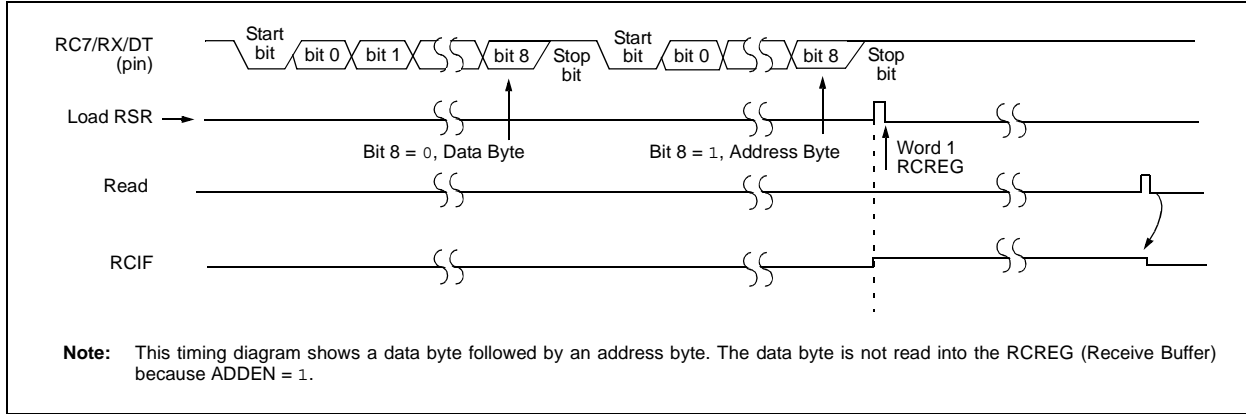 RC7/RX/DT
(pin)
Start
bit
bit 0
bit 1
bit 8
Stop
bit
Start
bit
bit 0
bit 8
Stop
bit
Load RSR
Bit 8 = 0, Data Byte
Bit 8 = 1, Address Byte
Word 1
RCREG
Read
RCIF
Note: This timing diagram shows a data byte followed by an address byte. The data byte is not read into the RCREG (Receive Buffer)
because ADDEN = 1.